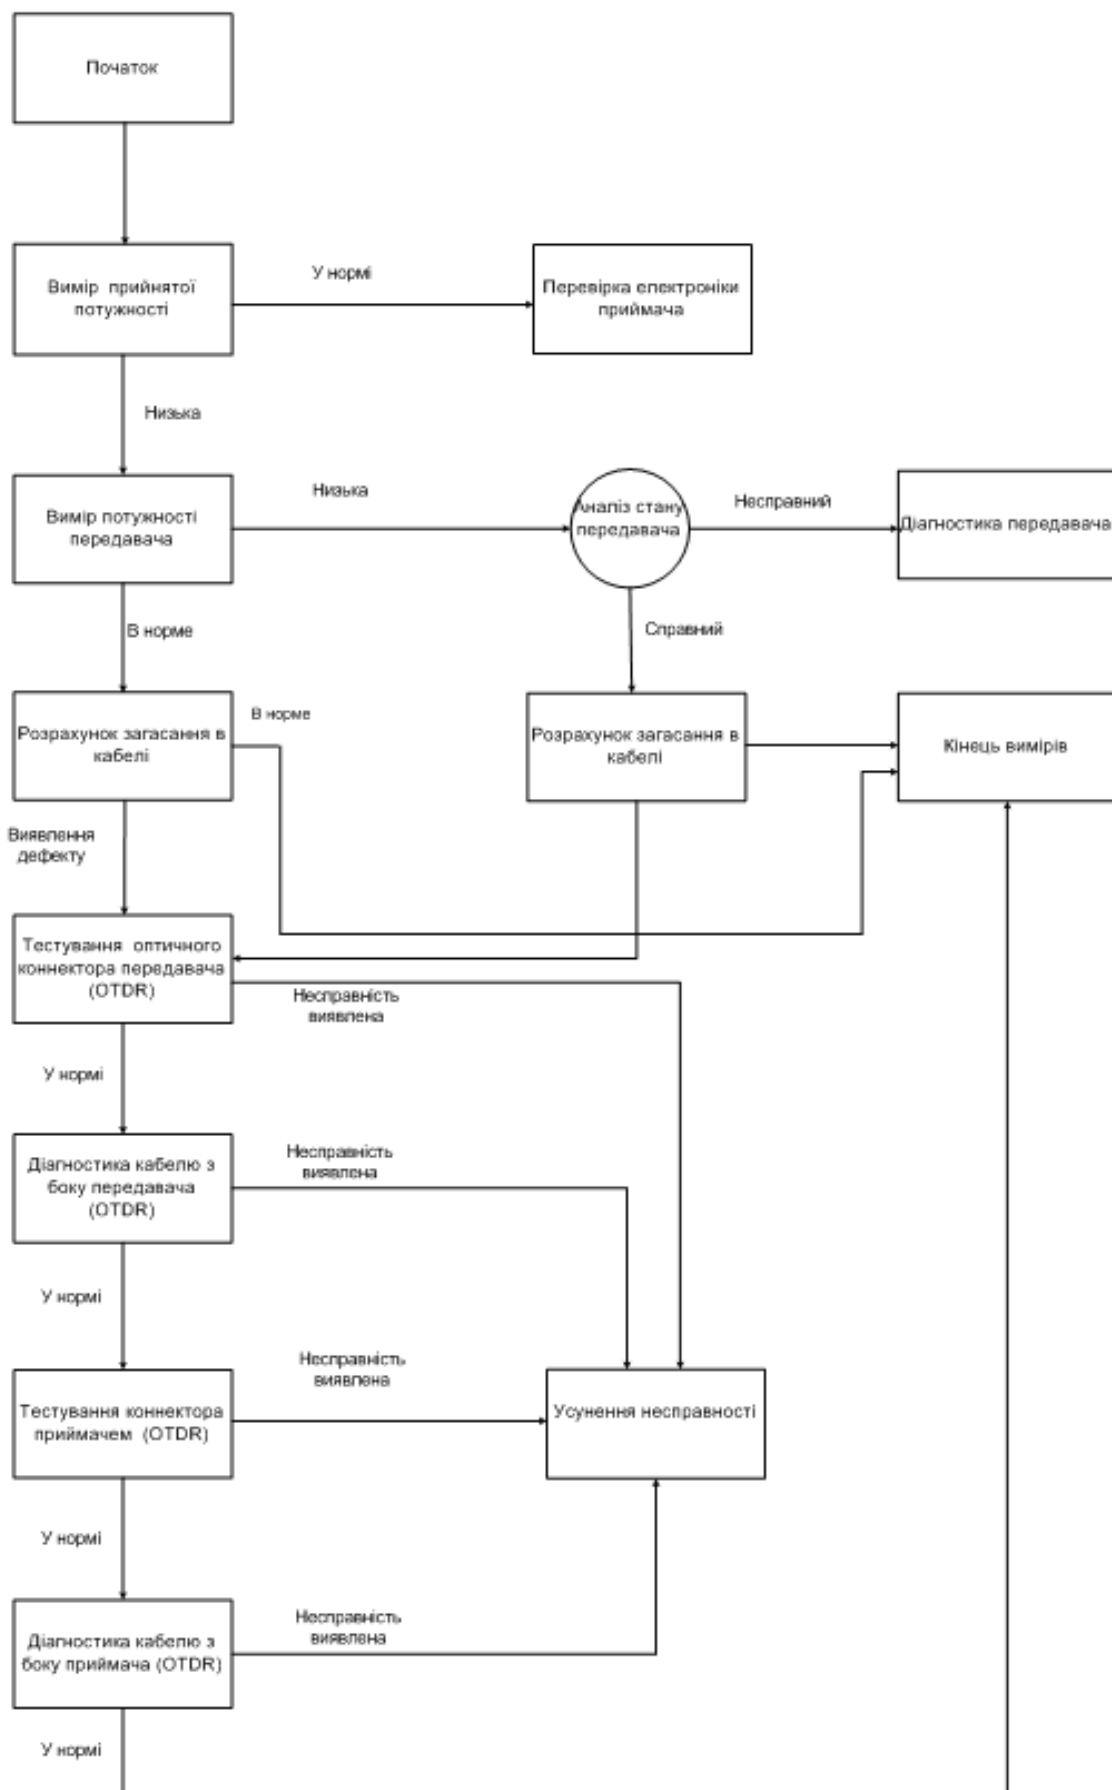 Початок
Вимір прийнятої
потужності
У нормі
Перевірка електроніки
приймача
Низька
Вимір потужності
передавача
Низька
Аналіз стану
передавача
Несправний
Діагностика передавача
В норме
Справний
Розрахунок загасання в
кабелі
В норме
Розрахунок загасання в
кабелі
Кінець вимірів
Виявлення
дефекту
Тестування оптичного
коннектора передавача
(OTDR)
Несправність
виявлена
У нормі
Діагностика кабелю з
боку передавача
(OTDR)
Несправність
виявлена
У нормі
Тестування коннектора
приймачем (OTDR)
Несправність
виявлена
Усунення несправності
У нормі
Діагностика кабелю з
боку приймача (OTDR)
Несправність
виявлена
У нормі